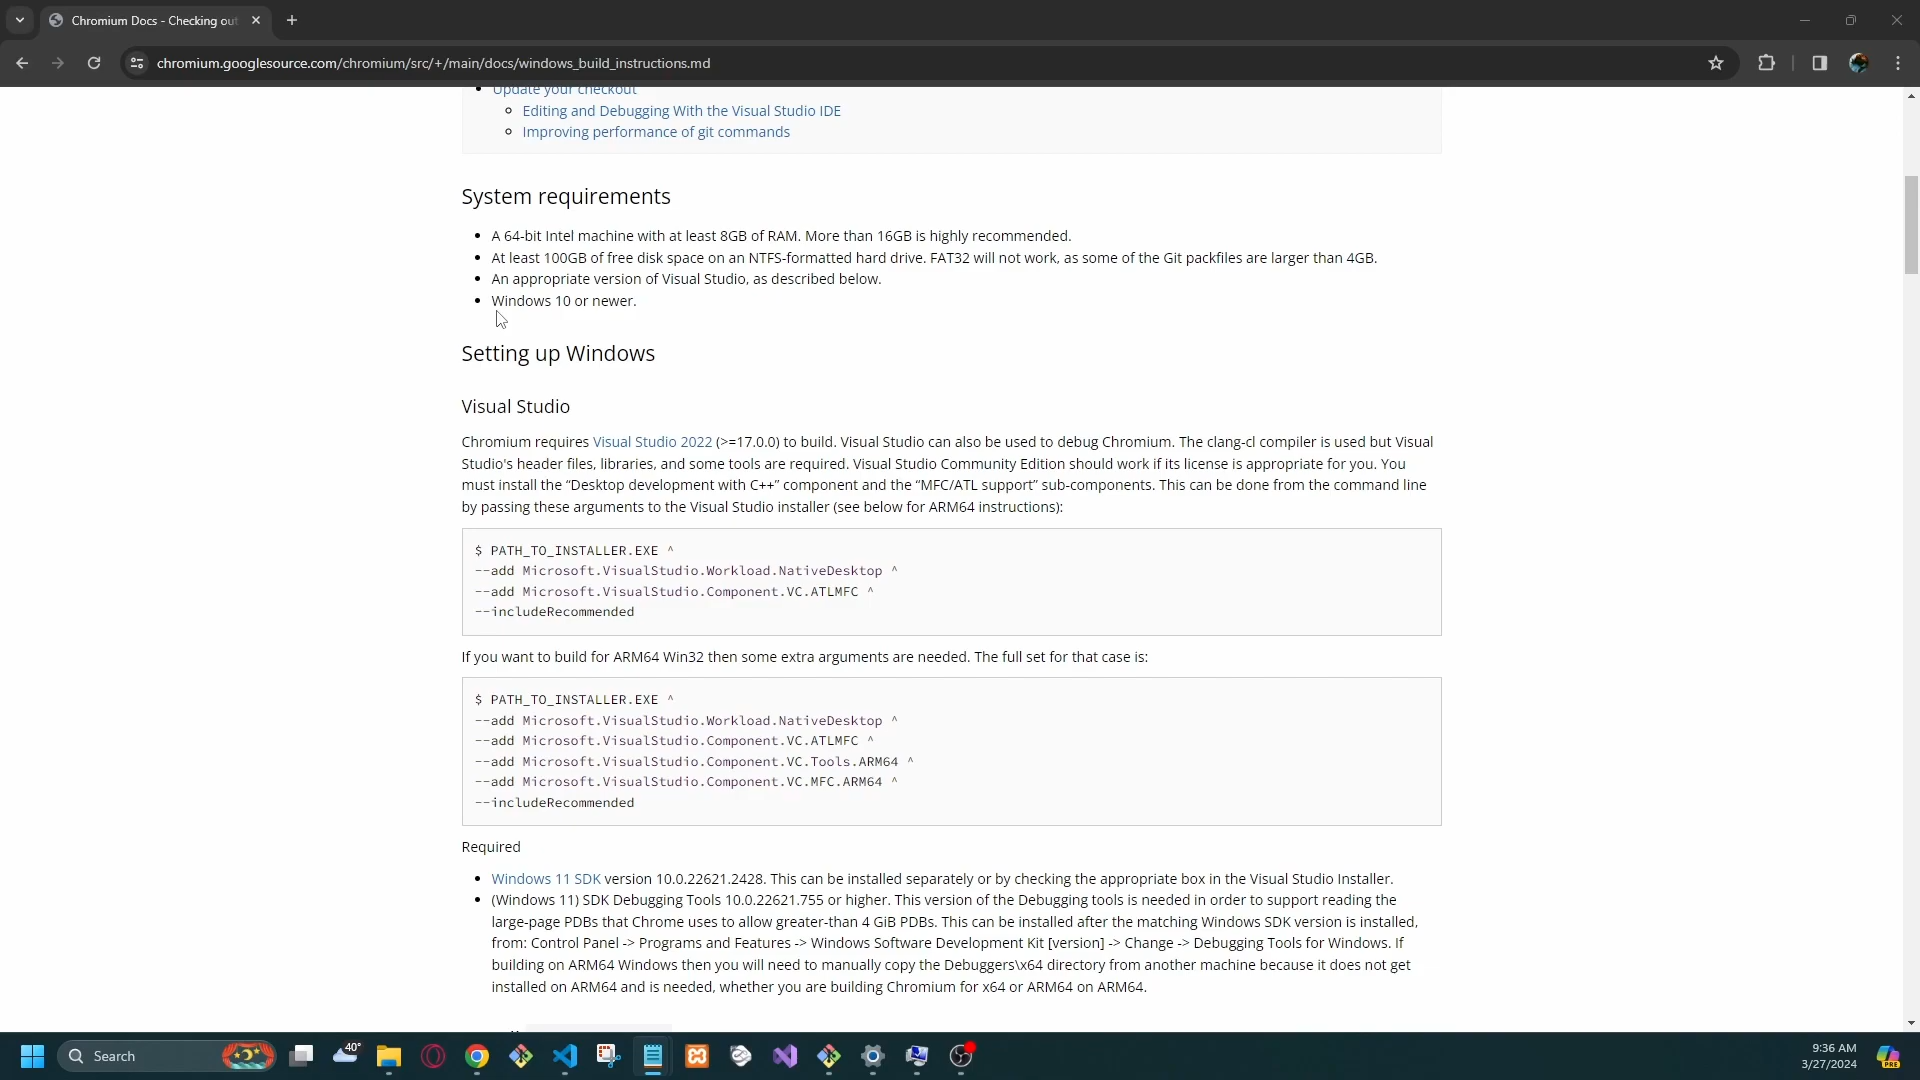 Chromium Docs - Checking out
chromium.googlesource.com/chromium/src/+/main/docs/windows_build_instructions.md
Update your checkout
Editing and Debugging With the Visual Studio IDE
Improving performance of git commands
System requirements
A 64-bit Intel machine with at least 8GB of RAM. More than 16GB is highly recommended.
At least 100GB of free disk space on an NTFS-formatted hard drive. FAT32 will not work, as some of the Git packfiles are larger than 4GB.
An appropriate version of Visual Studio, as described below.
Windows 10 or newer.
Setting up Windows
Visual Studio
Chromium requires Visual Studio 2022 (>=17.0.0) to build. Visual Studio can also be used to debug Chromium. The clang-cl compiler is used but Visual
Studio's header files, libraries, and some tools are required. Visual Studio Community Edition should work if its license is appropriate for you. You
must install the “Desktop development with C++” component and the “MFC/ATL support” sub-components. This can be done from the command line
by passing these arguments to the Visual Studio installer (see below for ARM64 instructions):
$ PATH_TO_INSTALLER.EXE ^
--add Microsoft.VisualStudio.Workload.NativeDesktop ^
--add Microsoft.VisualStudio.Component.VC.ATLMFC ^
--includeRecommended
If you want to build for ARM64 Win32 then some extra arguments are needed. The full set for that case is:
$ PATH_TO_INSTALLER.EXE ^
--add Microsoft.VisualStudio.Workload.NativeDesktop ^
--add Microsoft.VisualStudio.Component.VC.ATLMFC ^
--add Microsoft.VisualStudio.Component.VC.Tools.ARM64 ^
--add Microsoft.VisualStudio.Component.VC.MFC.ARM64 ^
--includeRecommended
Required
Windows 11 SDK version 10.0.22621.2428. This can be installed separately or by checking the appropriate box in the Visual Studio Installer.
(Windows 11) SDK Debugging Tools 10.0.22621.755 or higher. This version of the Debugging tools is needed in order to support reading the
large-page PDBs that Chrome uses to allow greater-than 4 GiB PDBs. This can be installed after the matching Windows SDK version is installed,
from: Control Panel -> Programs and Features -> Windows Software Development Kit [version] -> Change -> Debugging Tools for Windows. If
building on ARM64 Windows then you will need to manually copy the Debuggers\x64 directory from another machine because it does not get
installed on ARM64 and is needed, whether you are building Chromium for x64 or ARM64 on ARM64.
Search
40°
9:36 AM
3/27/2024
PRE